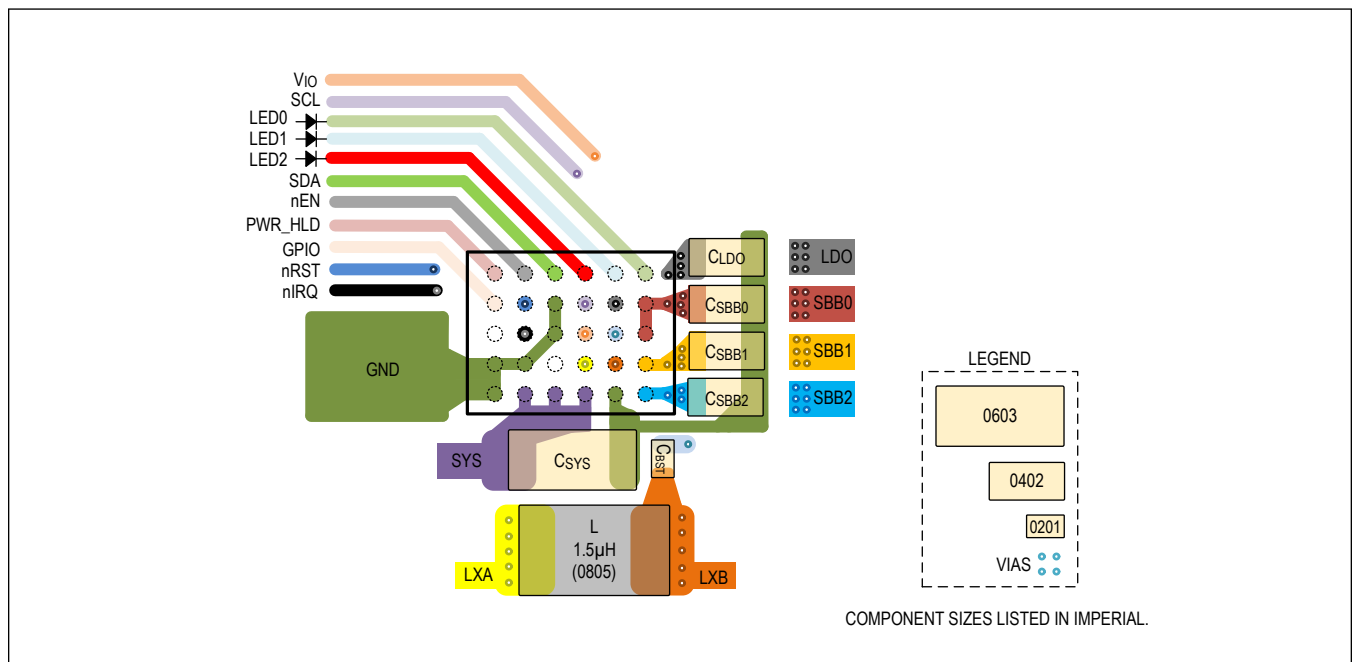 VIO
SCL
LED0
LED1
LED2
SDA
nEN
PWR_HLD
GPIO
nRST
nIRQ
GND
CLDO
LDO
CSBB0
SBB0
CSBB1
SBB1
CSBB2
SBB2
SYS
CSYS
CBST
L
1.5µH
(0805)
LXA
LXB
LEGEND
0603
0402
0201
VIAS
COMPONENT SIZES LISTED IN IMPERIAL.